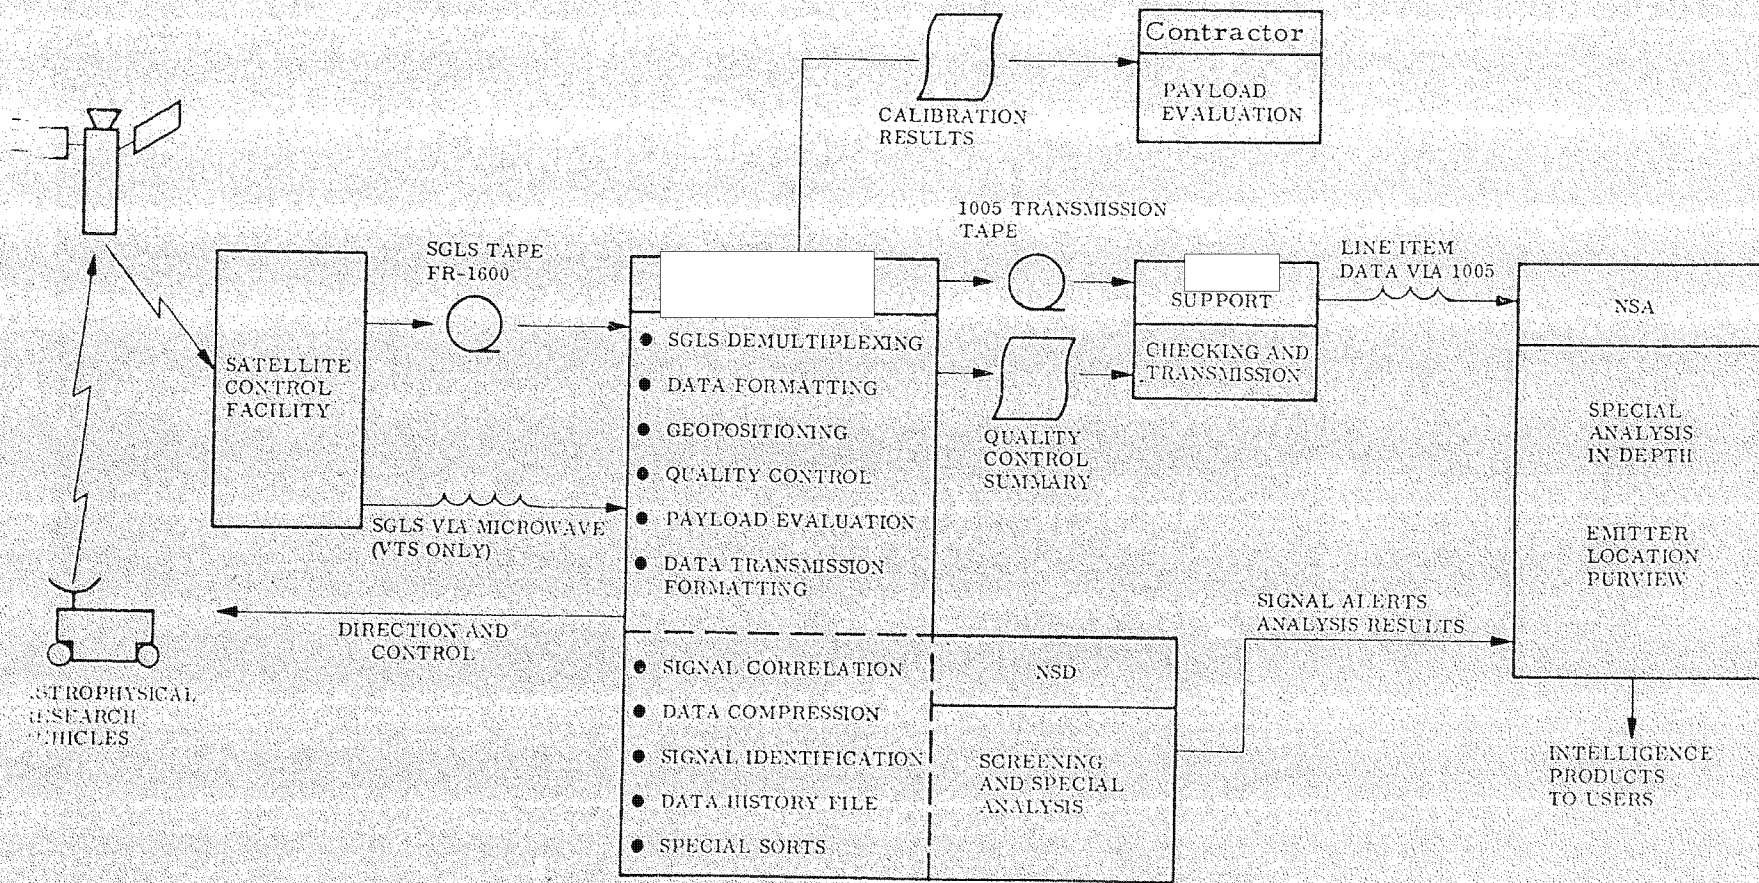 Contractor
PAYLOAD
EVALUATION
CALIBRATION
RESULTS
1005 TRANSMISSION
TAPE
SGLS TAPE
FR-1600
LINE ITEM
DATA VIA 1005
SUPPORT
CHECKING AND
TRANSMISSION
NSA
SPECIAL
ANALYSIS
IN DEPTH
EMITTER
LOCATION
PURVIEW
SATELLITE
CONTROL
FACILITY
● SGLS DEMULTIPLEXING
● DATA FORMATTING
● GEOPOSITIONING
● QUALITY CONTROL
● PAYLOAD EVALUATION
● DATA TRANSMISSION
FORMATTING
QUALITY
CONTROL
SUMMARY
SGLS VIA MICROWAVE
(VTS ONLY)
DIRECTION AND
CONTROL
SIGNAL ALERTS
ANALYSIS RESULTS
● SIGNAL CORRELATION
● DATA COMPRESSION
● SIGNAL IDENTIFICATION
● DATA HISTORY FILE
● SPECIAL SORTS
NSD
SCREENING
AND SPECIAL
ANALYSIS
STROPHYSICAL
ESEARCH
HICLES
INTELLIGENCE
PRODUCTS
TO USERS